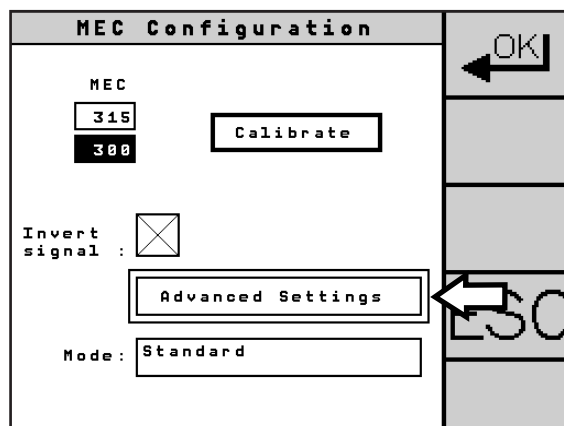 MEC Configuration
OK
MEC
315
Calibrate
300
Invert
signal :
Advanced Settings
ESC
Mode: Standard